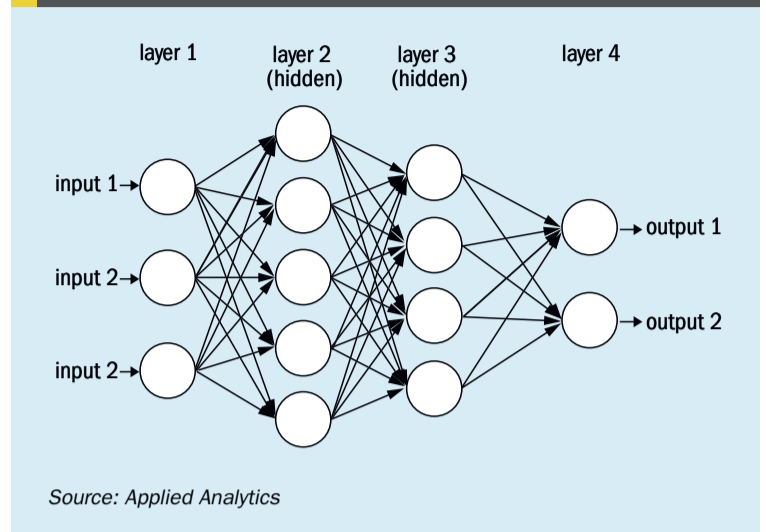 layer 1
layer 2
(hidden)
layer 3
(hidden)
layer 4
input 1
input 2
input 2
output 1
output 2
Source: Applied Analytics